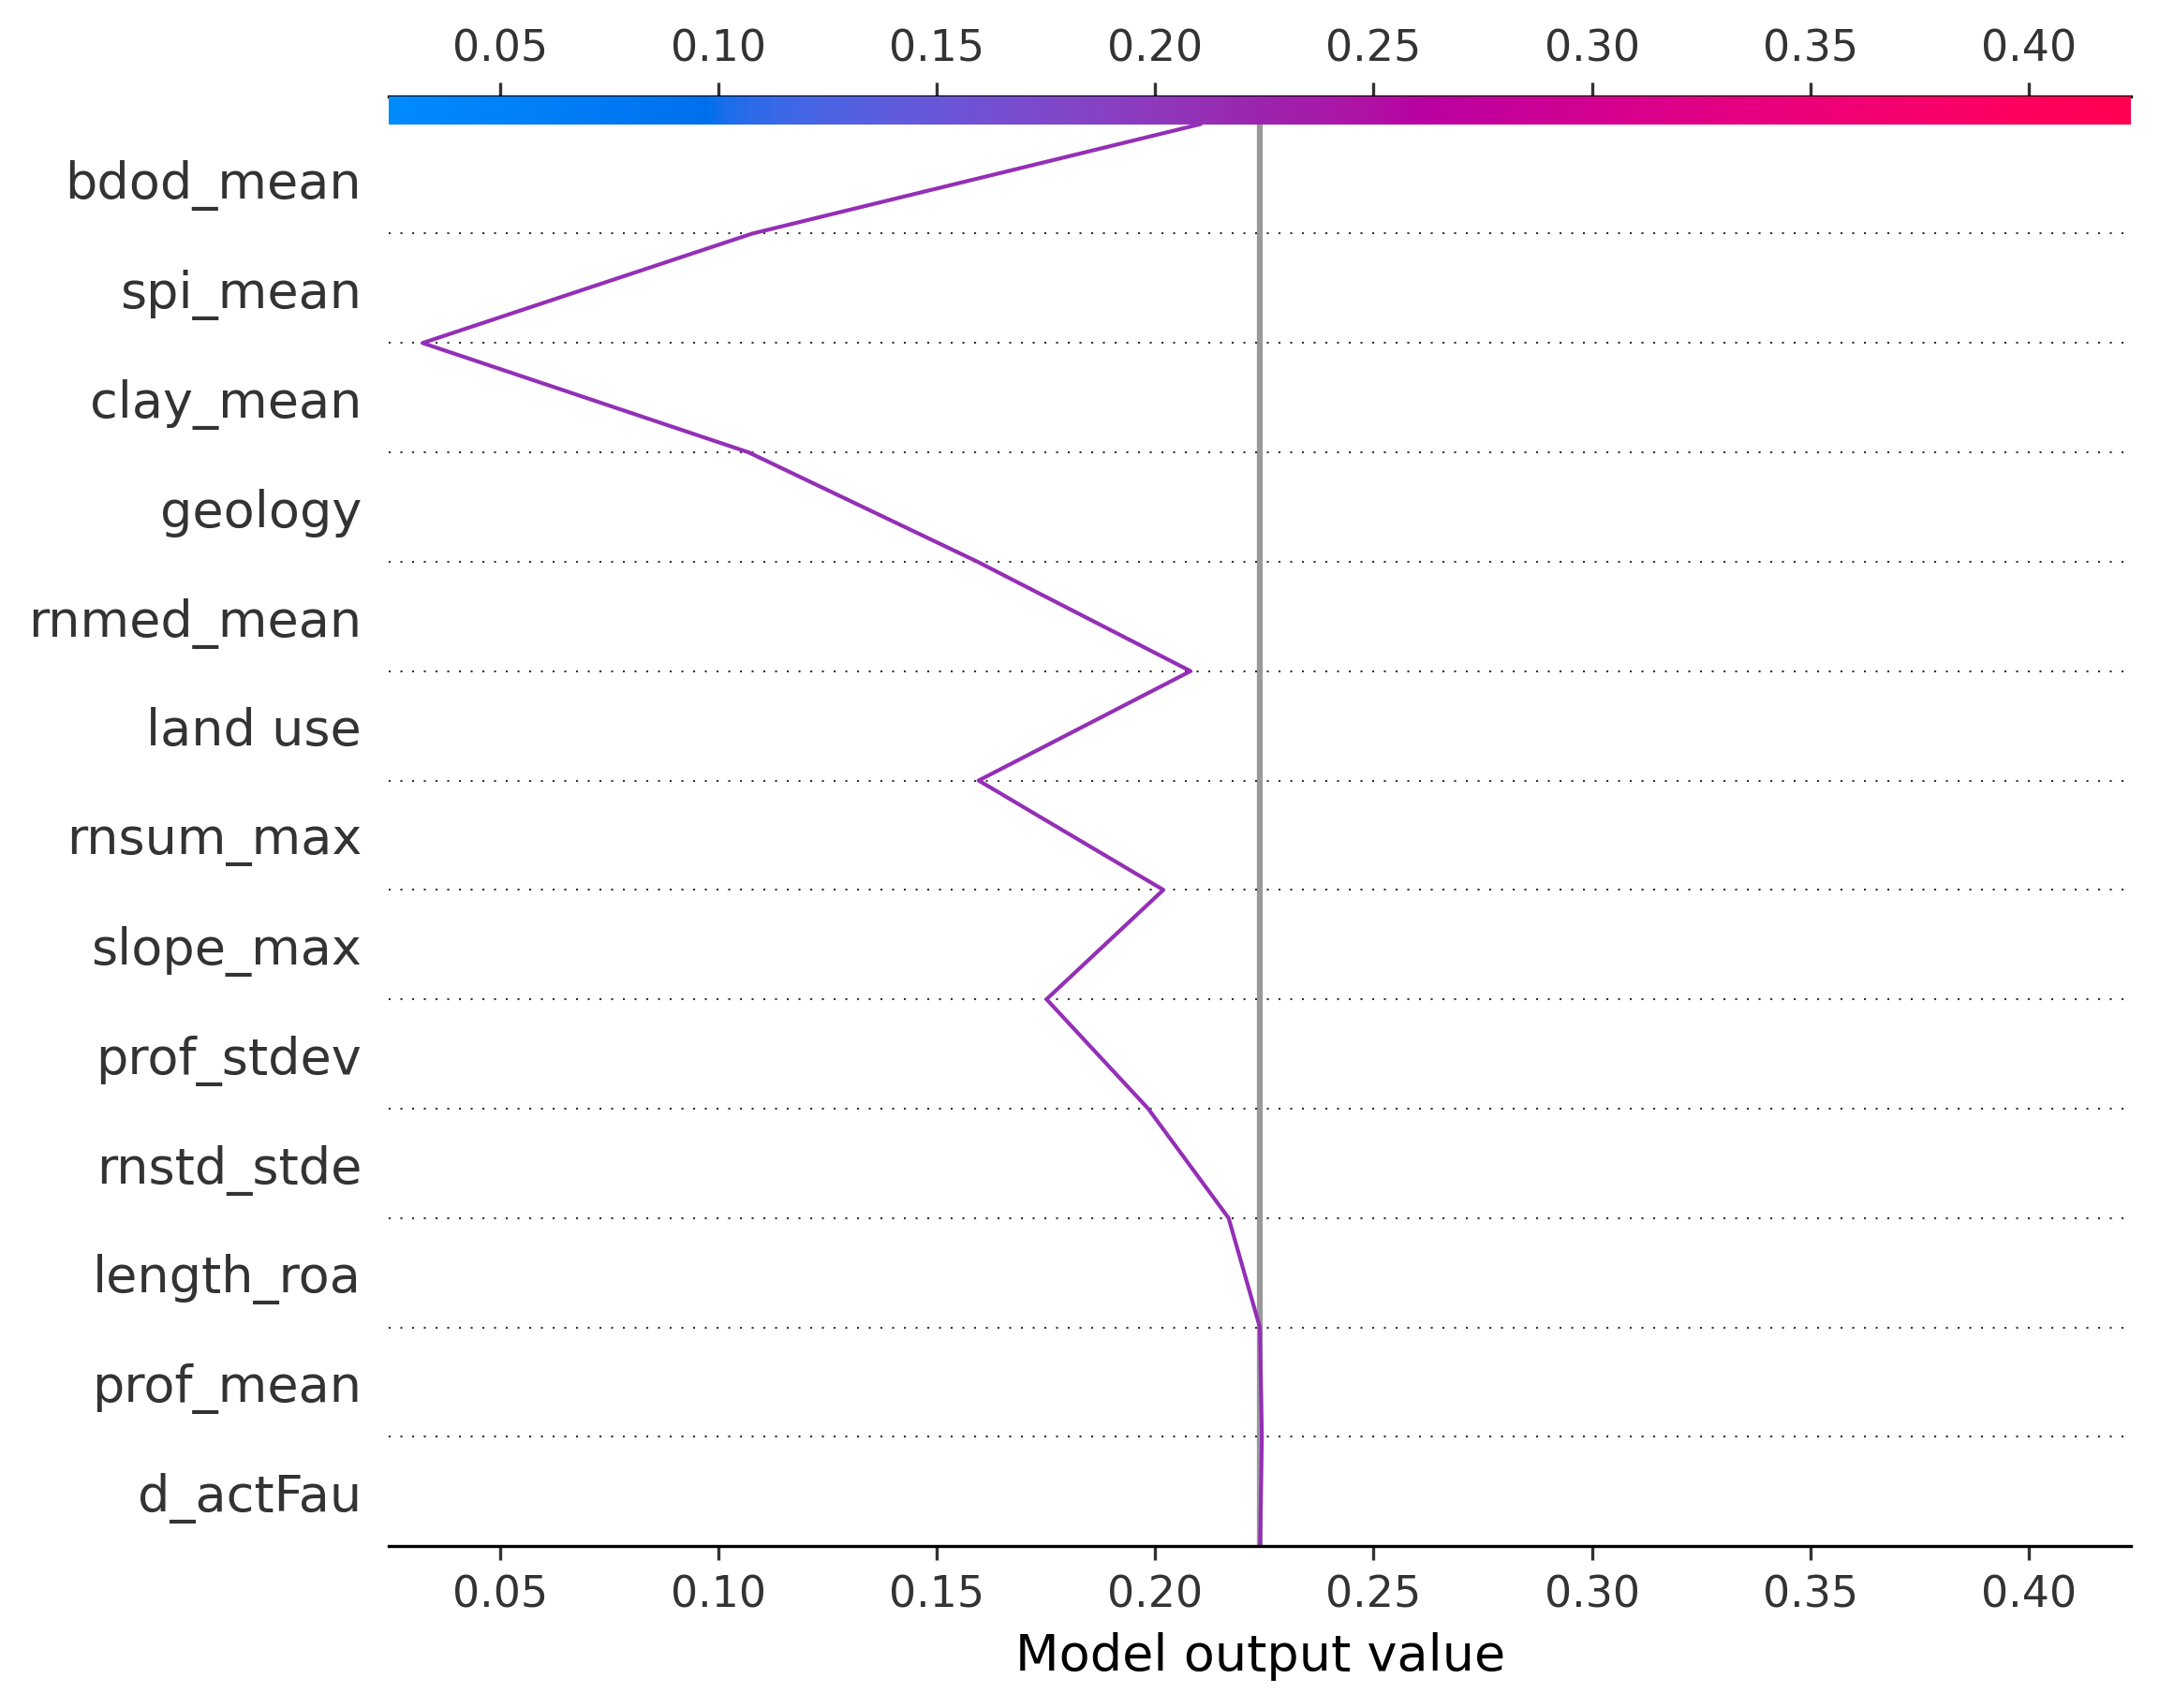 0.05 0.10 0.15 0.20 0.25 0.30 0.35 0.40
bdod_mean
spi_mean
clay_mean
geology
rnmed_mean
land use
rnsum_max
slope_max
prof_stdev
rnstd_stde
length_roa
prof_mean
d_actFau
0.05 0.10 0.15 0.20 0.25 0.30 0.35 0.40
Model output value